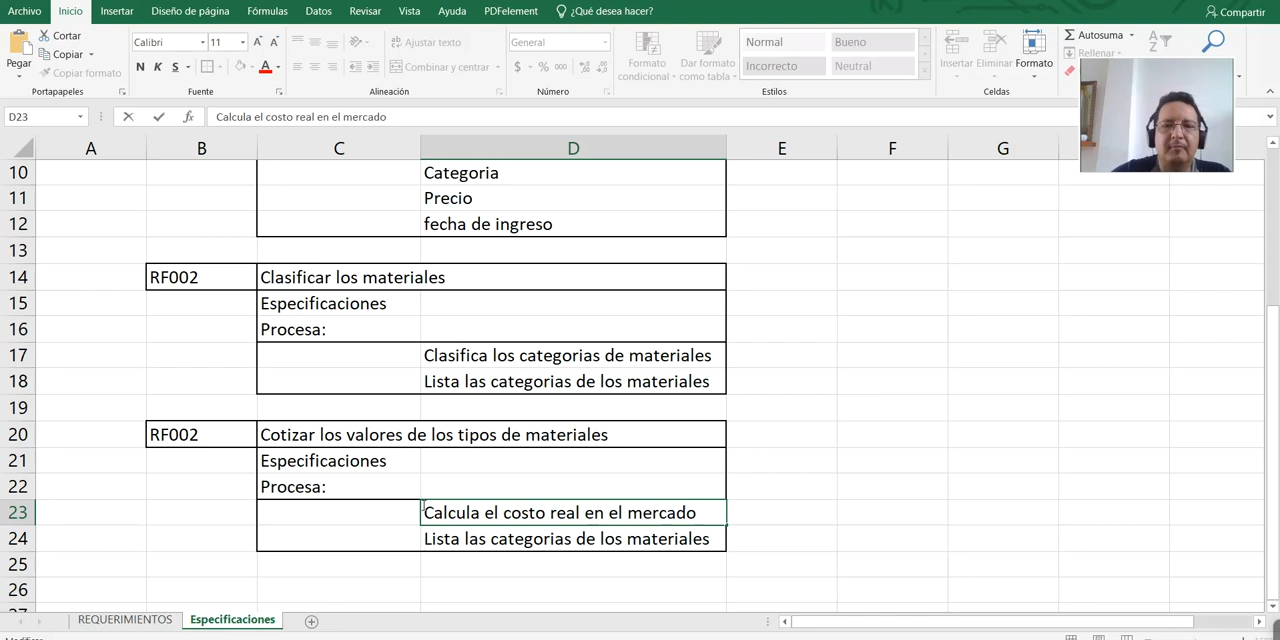 Archivo Inicio Insertar Diseño de página Fórmulas Datos Revisar Vista Ayuda PDFelement ¿Qué desea hacer? Compartir
Pegar
Cortar
Copiar
Copiar formato
Portapapeles
Calibri 11
N K S
Fuente
Ajustar texto
Combinar y centrar
Alineación
General
$ % 000
Número
Formato condicional
Dar formato como tabla
Normal Bueno
Incorrecto Neutral
Estilos
Insertar Eliminar Formato
Celdas
Autosuma
Rellenar
D23 fx Calcula el costo real en el mercado
A B C D E F G
10 Categoria
11 Precio
12 fecha de ingreso
13
14 RF002 Clasificar los materiales
15 Especificaciones
16 Procesa:
17 Clasifica los categorias de materiales
18 Lista las categorias de los materiales
19
20 RF002 Cotizar los valores de los tipos de materiales
21 Especificaciones
22 Procesa:
23 Calcula el costo real en el mercado
24 Lista las categorias de los materiales
25
26
REQUERIMIENTOS Especificaciones